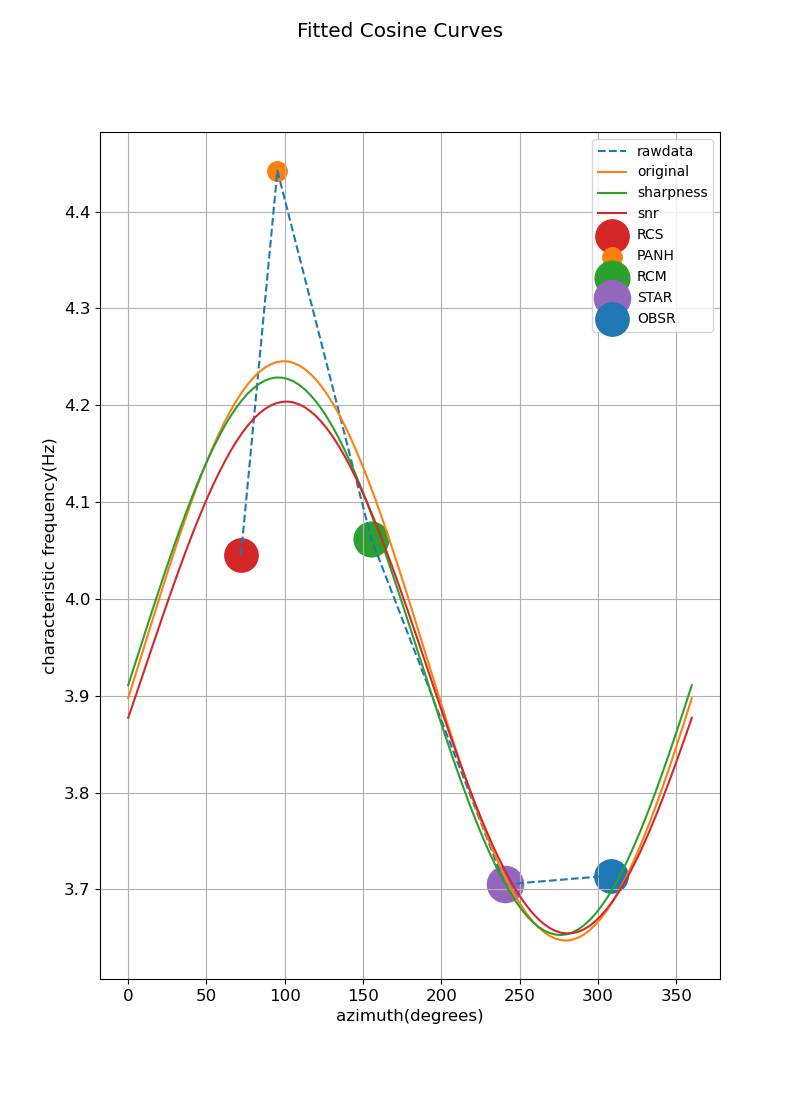 Fitted Cosine Curves
rawdata
original
sharpness
snr
RCS
PANH
RCM
STAR
OBSR
characteristic frequency(Hz)
4.4
4.3
4.2
4.1
4.0
3.9
3.8
3.7
0 50 100 150 200 250 300 350
azimuth(degrees)